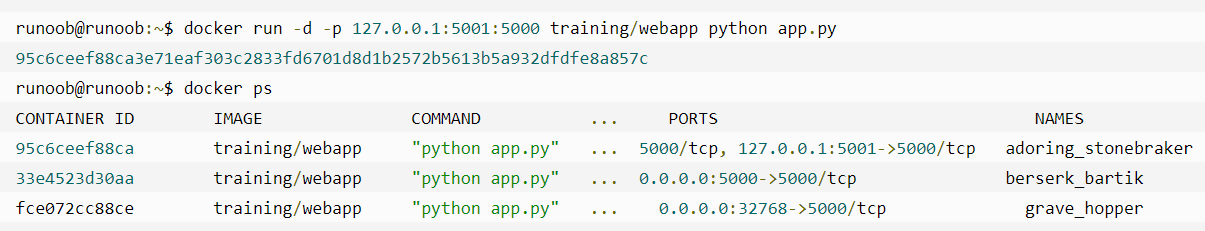 runoob@runoob:~$ docker run -d -p 127.0.0.1:5001:5000 training/webapp python app.py
95c6ceef88ca3e71eaf303c2833fd6701d8d1b2572b5613b5a932dfdfe8a857c
runoob@runoob:~$ docker ps
CONTAINER ID        IMAGE               COMMAND           ...     PORTS                                NAMES
95c6ceef88ca        training/webapp     "python app.py"   ...  5000/tcp, 127.0.0.1:5001->5000/tcp   adoring_stonebraker
33e4523d30aa        training/webapp     "python app.py"   ...  0.0.0.0:5000->5000/tcp               berserk_bartik
fce072cc88ce        training/webapp     "python app.py"   ...    0.0.0.0:32768->5000/tcp              grave_hopper